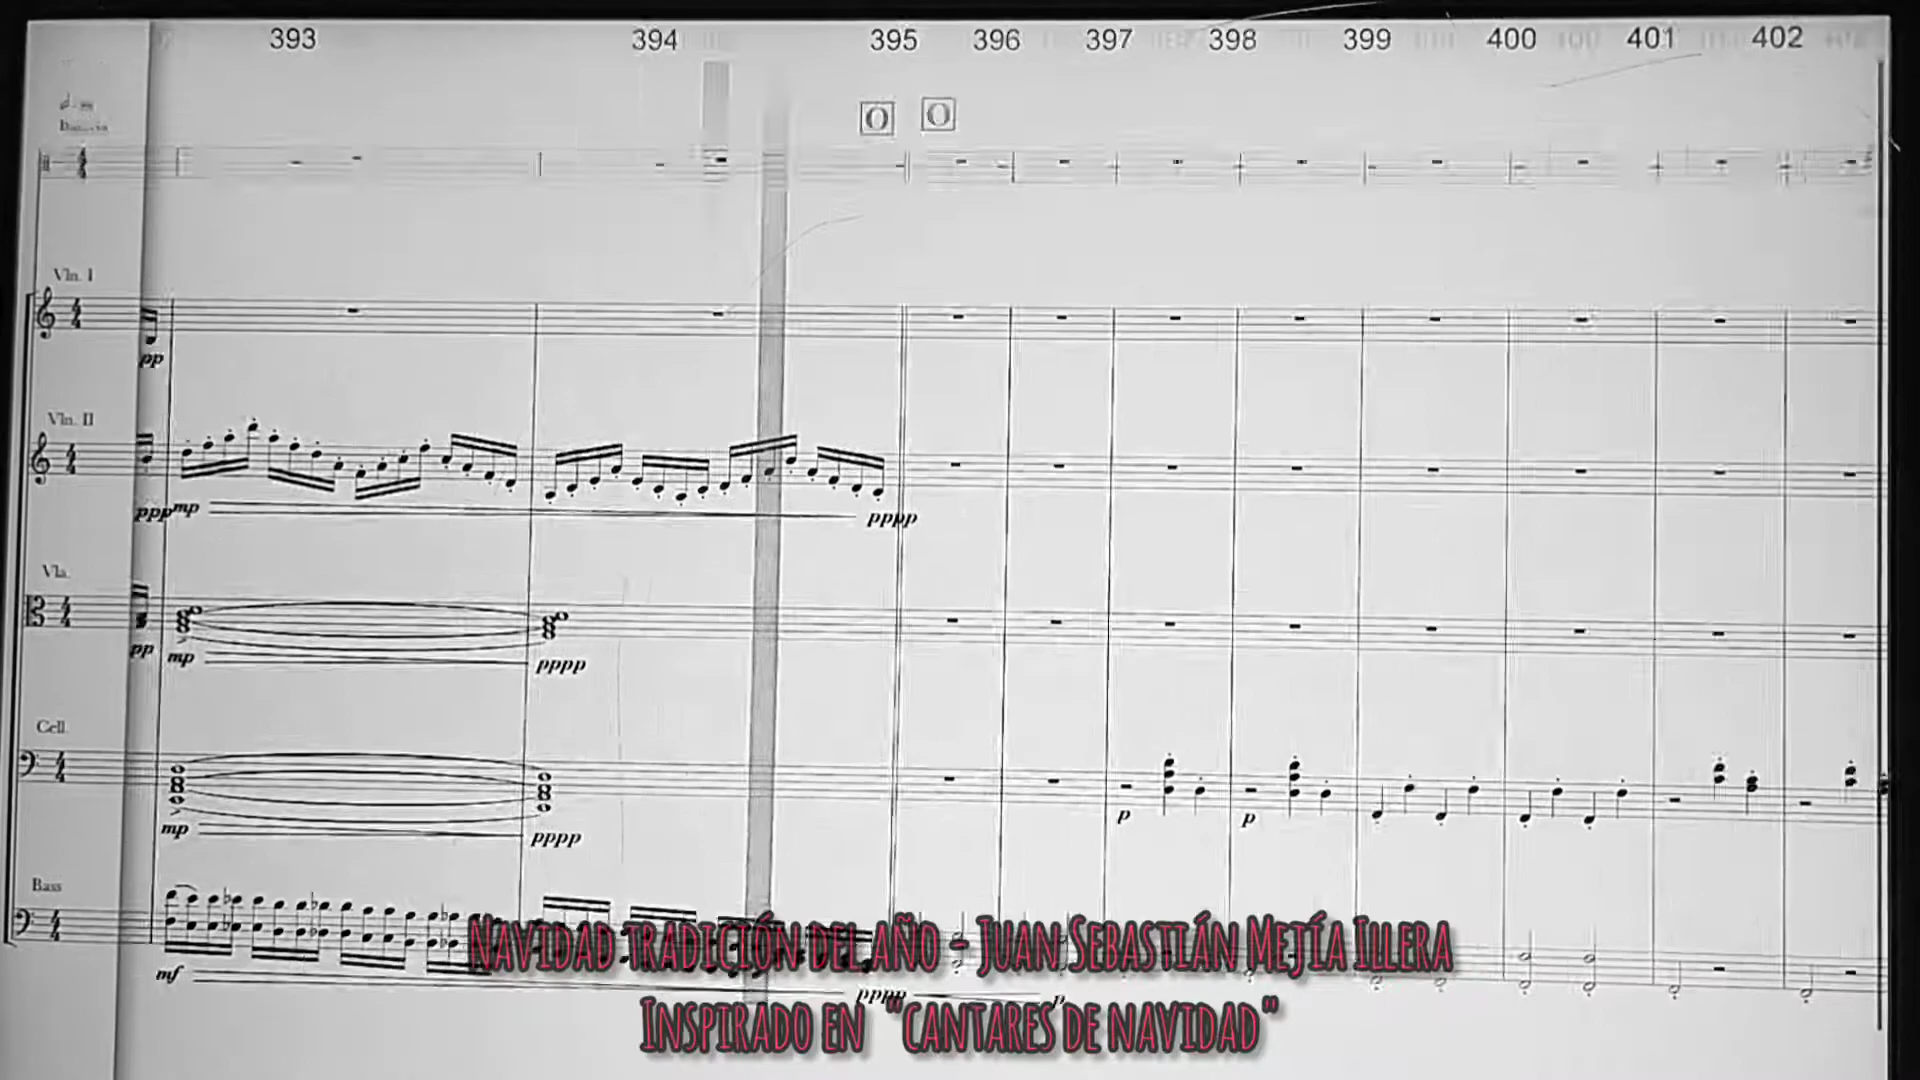 393 394 395 396 397 398 399 400 401 402
O O
Vln. I
pp
Vln. II
ppp mp pppp
Vla.
pp mp pppp
Cell.
mp pppp p p
Bass
mf pppp p
Navidad tradición del año - Juan Sebastián Mejía Illera
Inspirado en "cantares de navidad"